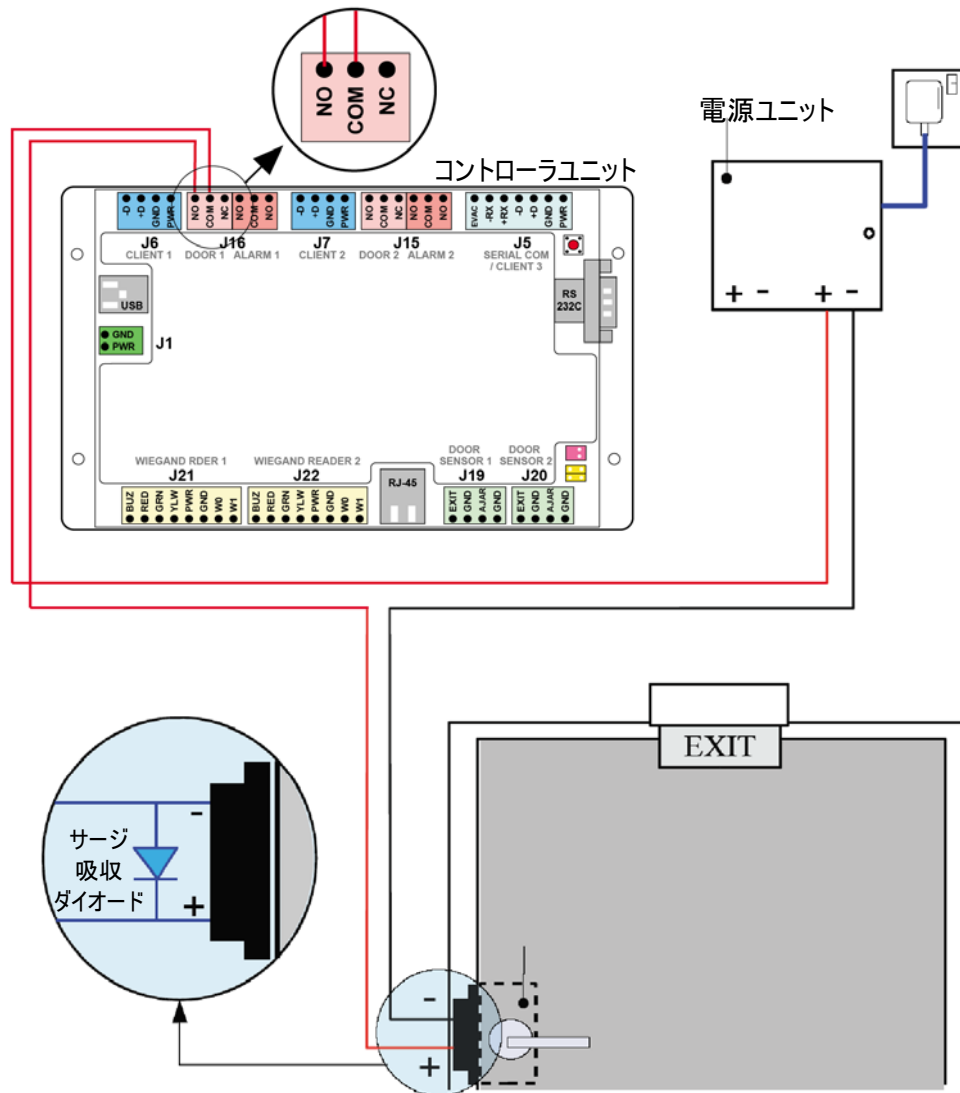 NO COM NC
電源ユニット
コントローラユニット
-D +D GND PWR
NO COM NC NO COM NO
-D +D GND PWR
NO COM NC NO COM NO
EVAC -RX +RX -D +D GND PWR
J6 J16 J7 J15 J5
CLIENT 1 DOOR 1 ALARM 1 CLIENT 2 DOOR 2 ALARM 2 SERIAL COM
/ CLIENT 3
USB
RS
232C
GND
PWR
J1
+ - + -
WIEGAND RDER 1
J21
WIEGAND READER 2
J22
RJ-45
DOOR
SENSOR 1
J19
DOOR
SENSOR 2
J20
BUZ RED GRN YLW PWR GND W0 W1
BUZ RED GRN YLW PWR GND W0 W1
EXIT GND AJAR GND
EXIT GND AJAR GND
EXIT
サージ
吸収
ダイオード
-
+
-
+